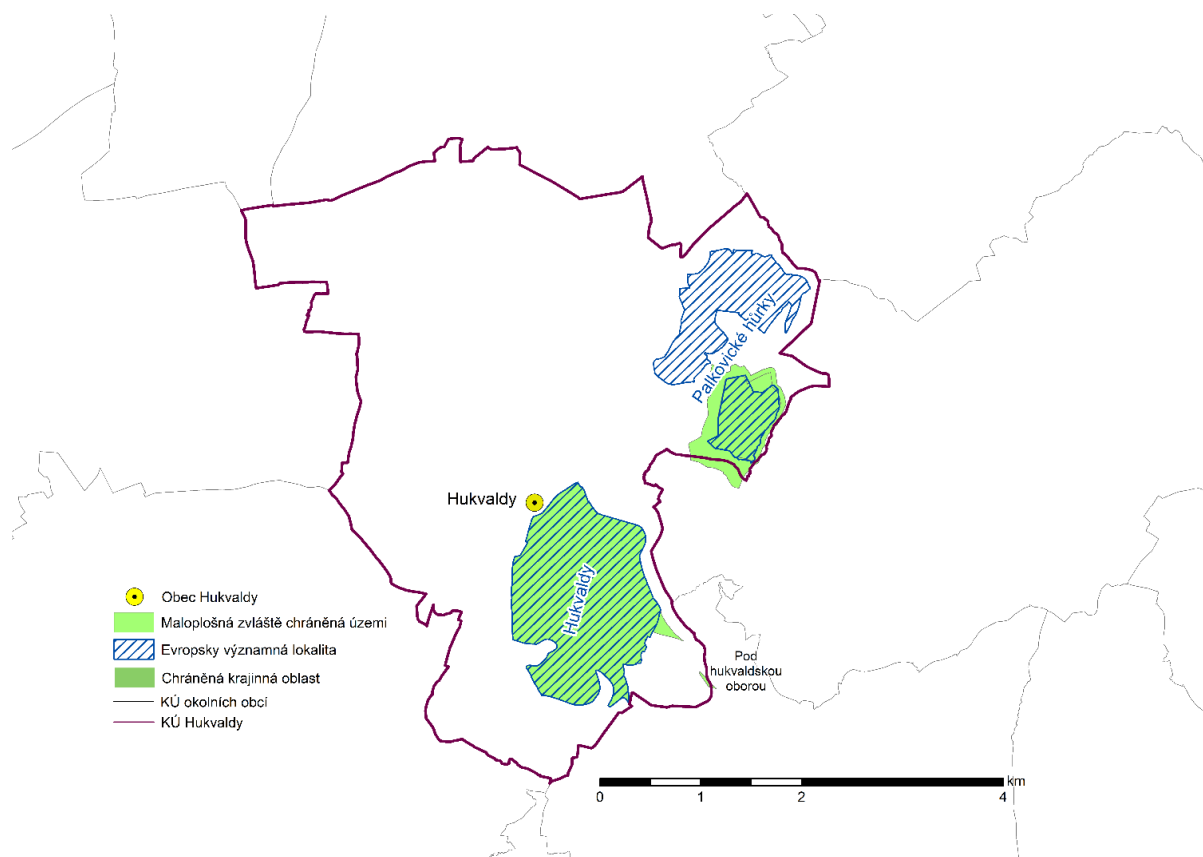 Palkovické hůrky
Hukvaldy
Hukvaldy
Obec Hukvaldy
Maloplošná zvláště chráněná územi
Evropsky významná lokalita
Chráněná krajinná oblast
KÚ okolních obcí
KÚ Hukvaldy
Pod
hukvaldskou
oborou
km
0 1 2 4